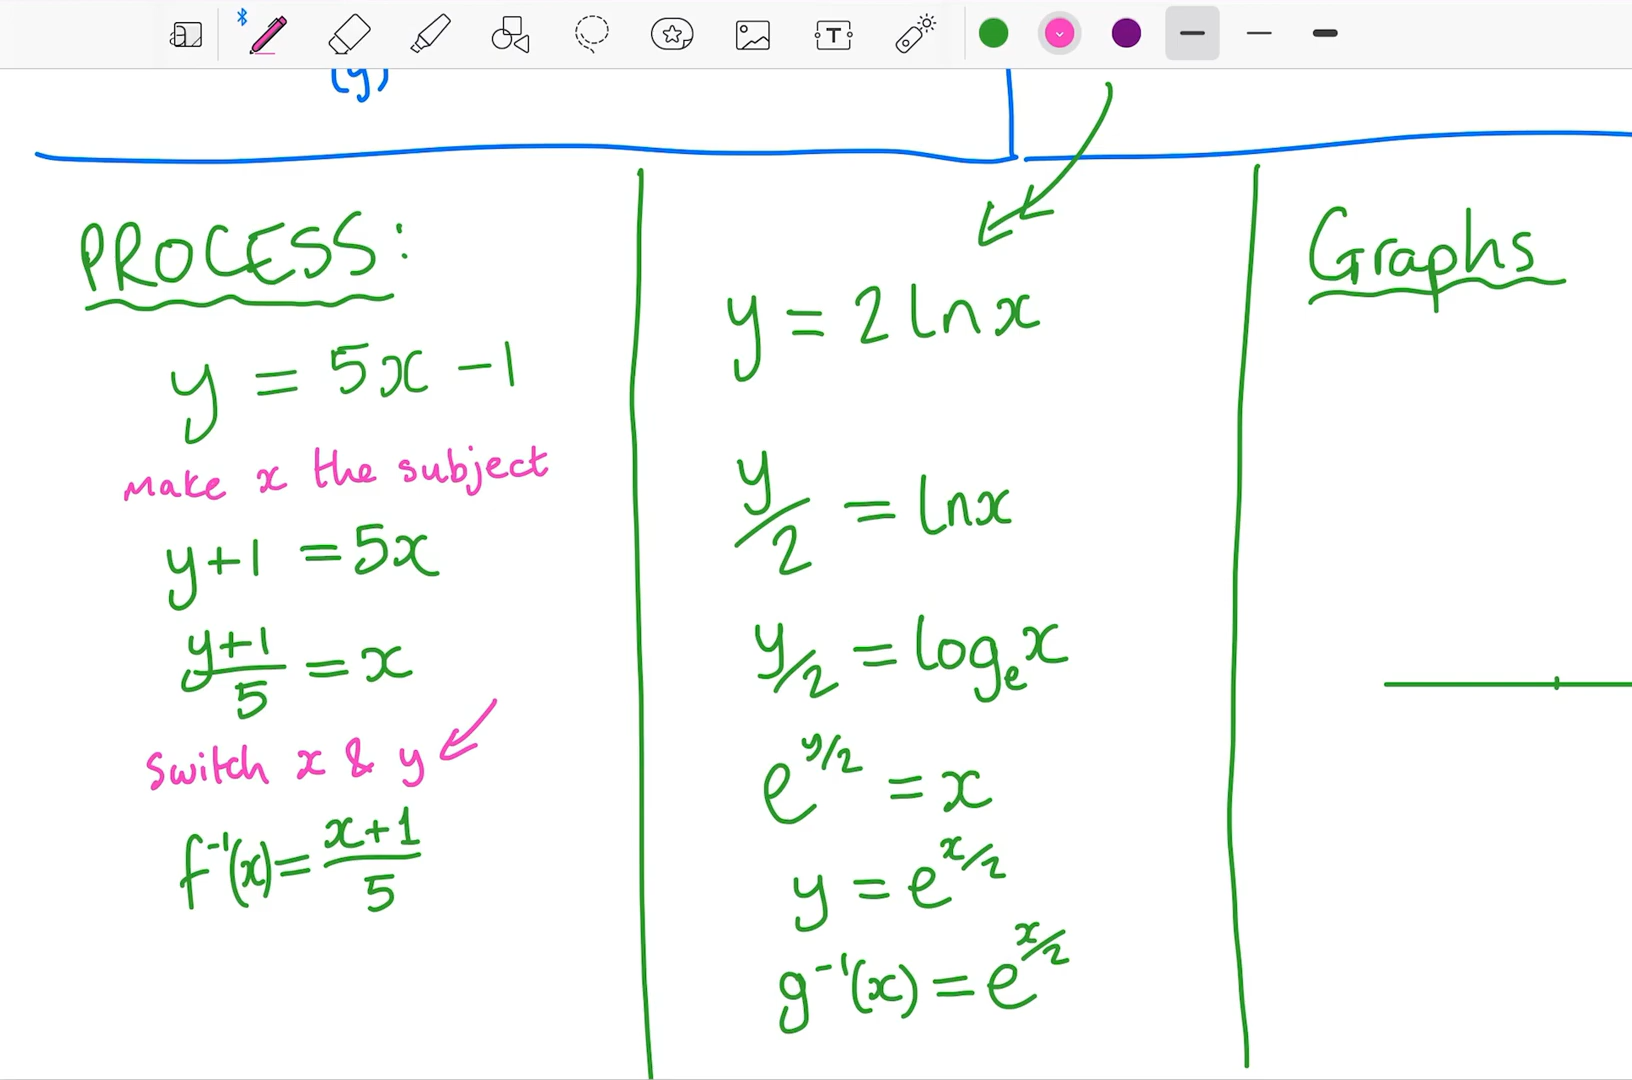 (y)
PROCESS:
y = 5x - 1
make x the subject
y+1 = 5x
y+1/5 = x
switch x & y
f⁻¹(x) = x+1/5
y = 2 ln x
y/2 = ln x
y/2 = logₑ x
e^y/2 = x
y = e^x/2
g⁻¹(x) = e^x/2
Graphs